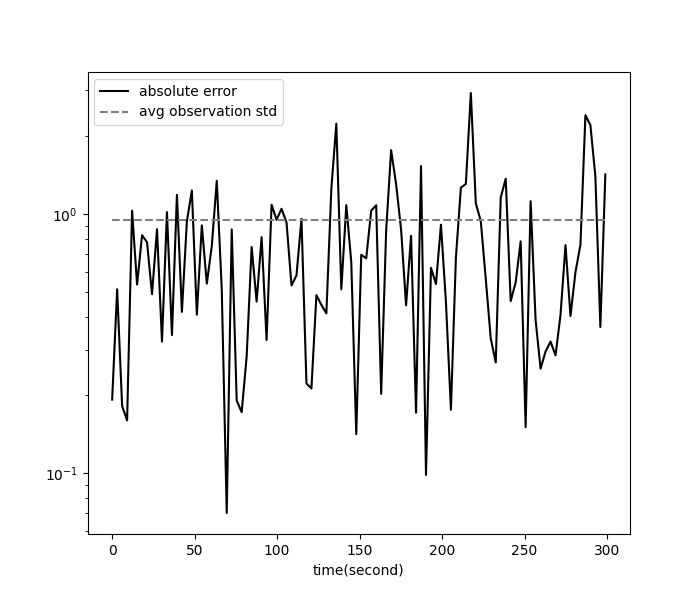 absolute error
avg observation std
10⁰
10⁻¹
0 50 100 150 200 250 300
time(second)